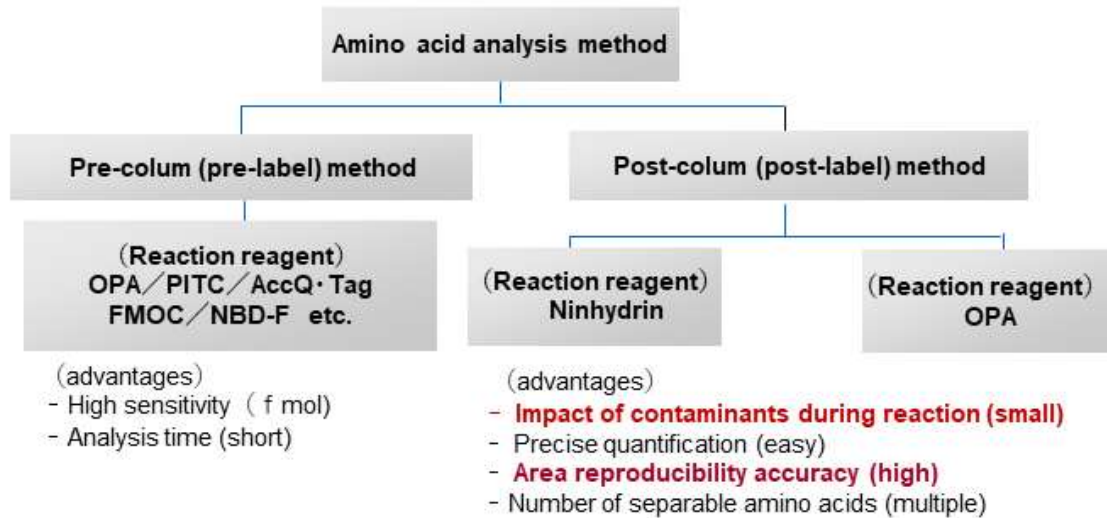 Amino acid analysis method
Pre-colum (pre-label) method
Post-colum (post-label) method
（Reaction reagent）
OPA／PITC／AccQ･Tag
FMOC／NBD-F etc.
（Reaction reagent）
Ninhydrin
（Reaction reagent）
OPA
（advantages）
- High sensitivity（ｆmol)
- Analysis time (short)
（advantages）
- Impact of contaminants during reaction (small)
- Precise quantification (easy)
- Area reproducibility accuracy (high)
- Number of separable amino acids (multiple)